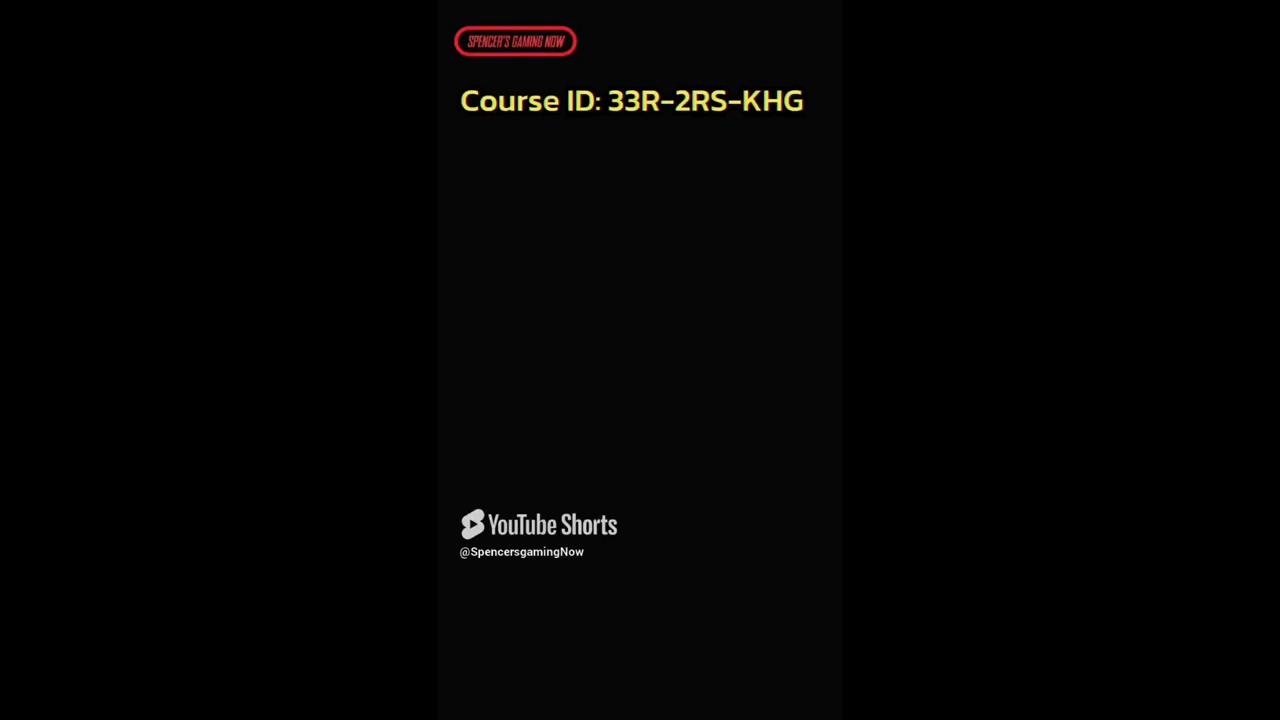 SPENCER'S GAMING NOW
Course ID: 33R-2RS-KHG
YouTube Shorts
@SpencersgamingNow